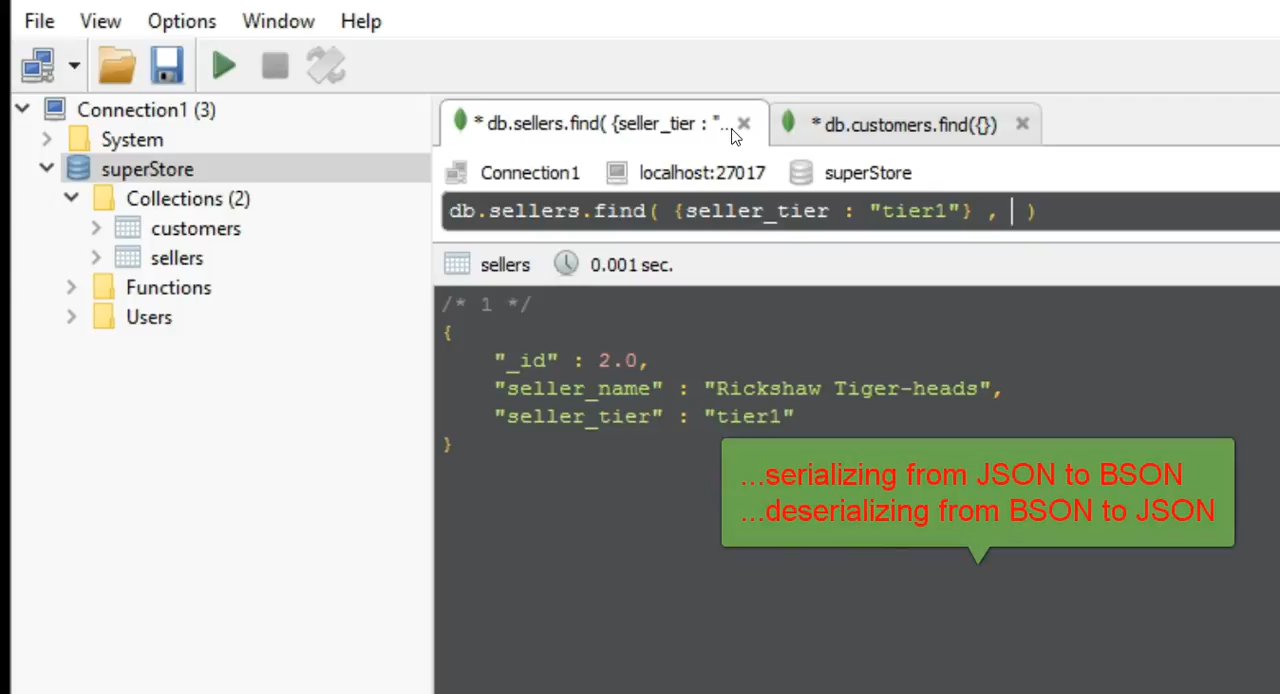 File View Options Window Help
Connection1 (3)
System
superStore
Collections (2)
customers
sellers
Functions
Users
* db.sellers.find( {seller_tier : "... * db.customers.find({})
Connection1 localhost:27017 superStore
db.sellers.find( {seller_tier : "tier1"} , )
sellers 0.001 sec.
/* 1 */
{
"_id" : 2.0,
"seller_name" : "Rickshaw Tiger-heads",
"seller_tier" : "tier1"
}
...serializing from JSON to BSON
...deserializing from BSON to JSON